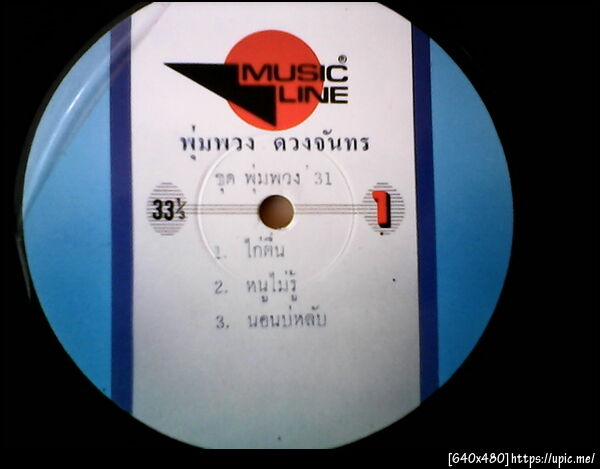 MUSIC®
LINE
พุ่มพวง ดวงจันทร
ชุด พุ่มพวง '31
33⅓
1
1. ไก่ตื่น
2. หนูไม่รู้
3. นอนบ่หลับ
[640x480]https://upic.me/